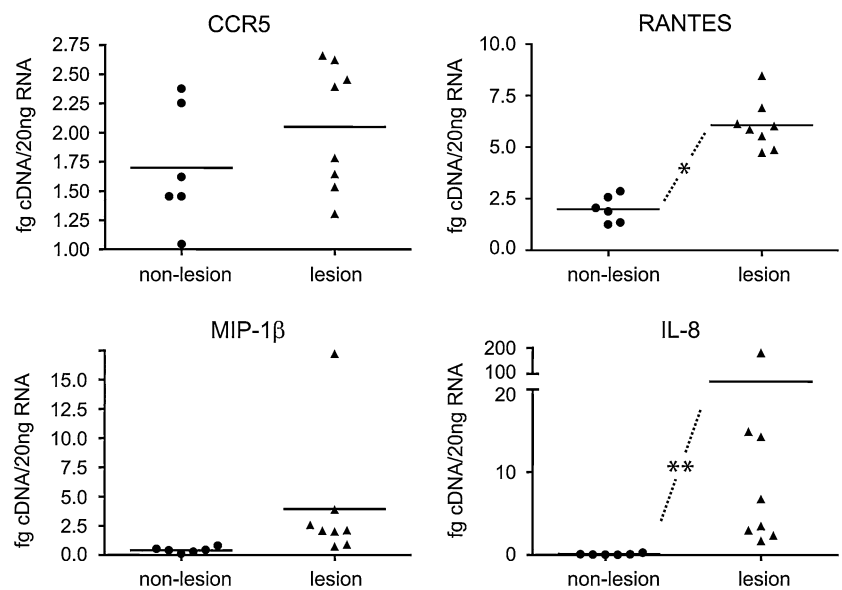 CCR5
fg cDNA/20ng RNA
2.75
2.50
2.25
2.00
1.75
1.50
1.25
1.00
non-lesion
lesion
RANTES
fg cDNA/20ng RNA
10.0
7.5
5.0
2.5
0.0
*
non-lesion
lesion
MIP-1β
fg cDNA/20ng RNA
15.0
12.5
10.0
7.5
5.0
2.5
0.0
non-lesion
lesion
IL-8
fg cDNA/20ng RNA
200
100
20
10
0
**
non-lesion
lesion